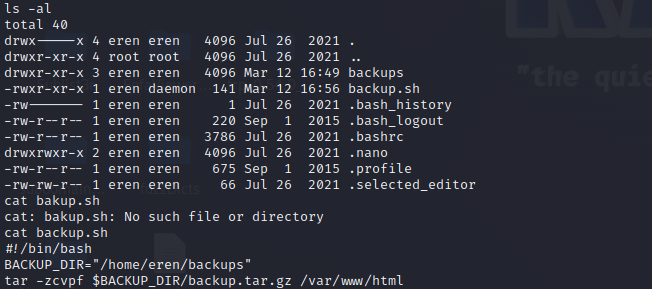 ls -al
total 40
drwx-----x 4 eren eren   4096 Jul 26  2021 .
drwxr-xr-x 4 root root   4096 Jul 26  2021 ..
drwxr-xr-x 3 eren eren   4096 Mar 12 16:49 backups
-rwxr-xr-x 1 eren daemon  141 Mar 12 16:56 backup.sh
-rw------- 1 eren eren      1 Jul 26  2021 .bash_history
-rw-r--r-- 1 eren eren    220 Sep  1  2015 .bash_logout
-rw-r--r-- 1 eren eren   3786 Jul 26  2021 .bashrc
drwxrwxr-x 2 eren eren   4096 Jul 26  2021 .nano
-rw-r--r-- 1 eren eren    675 Sep  1  2015 .profile
-rw-rw-r-- 1 eren eren     66 Jul 26  2021 .selected_editor
cat bakup.sh
cat: bakup.sh: No such file or directory
cat backup.sh
#!/bin/bash
BACKUP_DIR="/home/eren/backups"
tar -zcvpf $BACKUP_DIR/backup.tar.gz /var/www/html
"the quie